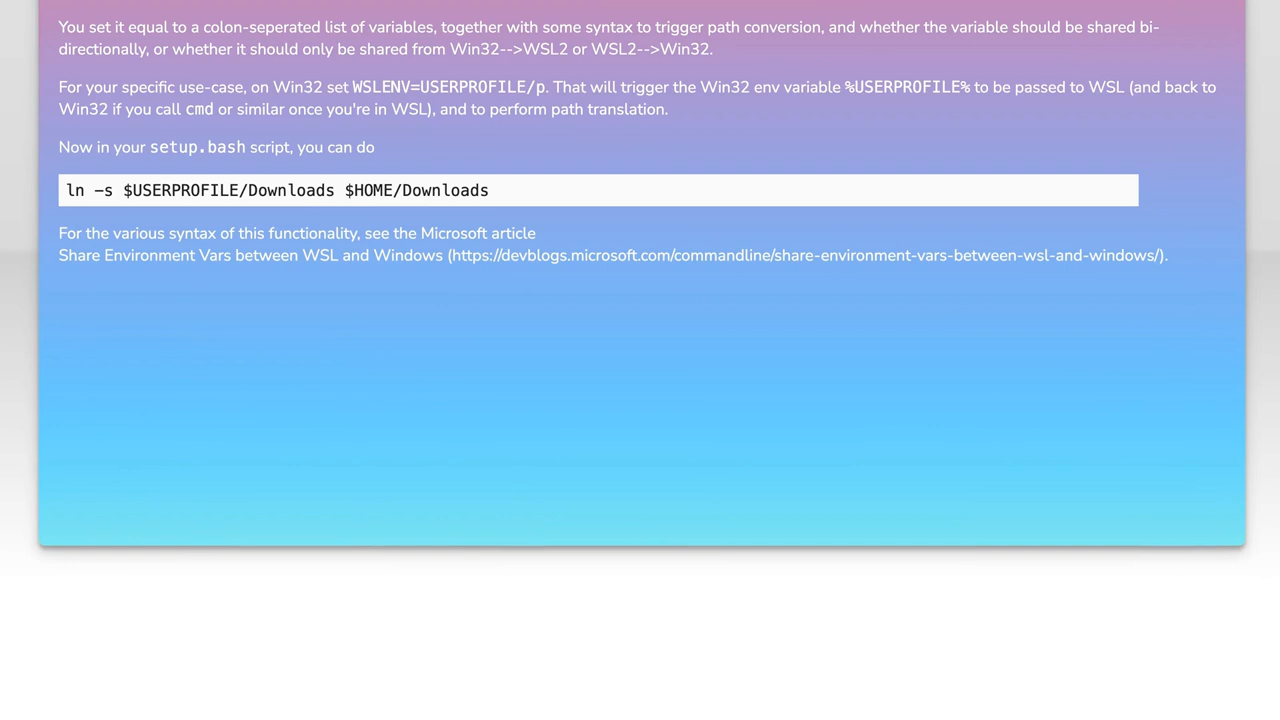 You set it equal to a colon-seperated list of variables, together with some syntax to trigger path conversion, and whether the variable should be shared bi-
directionally, or whether it should only be shared from Win32-->WSL2 or WSL2-->Win32.
For your specific use-case, on Win32 set WSLENV=USERPROFILE/p. That will trigger the Win32 env variable %USERPROFILE% to be passed to WSL (and back to
Win32 if you call cmd or similar once you're in WSL), and to perform path translation.
Now in your setup.bash script, you can do
ln -s $USERPROFILE/Downloads $HOME/Downloads
For the various syntax of this functionality, see the Microsoft article
Share Environment Vars between WSL and Windows (https://devblogs.microsoft.com/commandline/share-environment-vars-between-wsl-and-windows/).